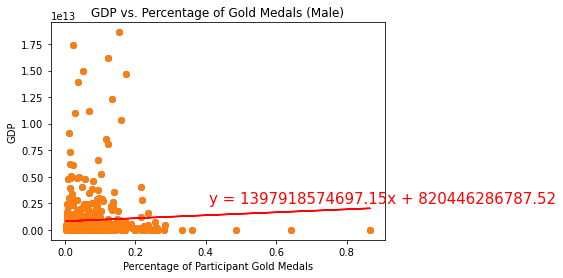 GDP vs. Percentage of Gold Medals (Male)
1e13
1.75
1.50
1.25
1.00
0.75
0.50
0.25
0.00
GDP
y = 1397918574697.15x + 820446286787.52
0.0 0.2 0.4 0.6 0.8
Percentage of Participant Gold Medals